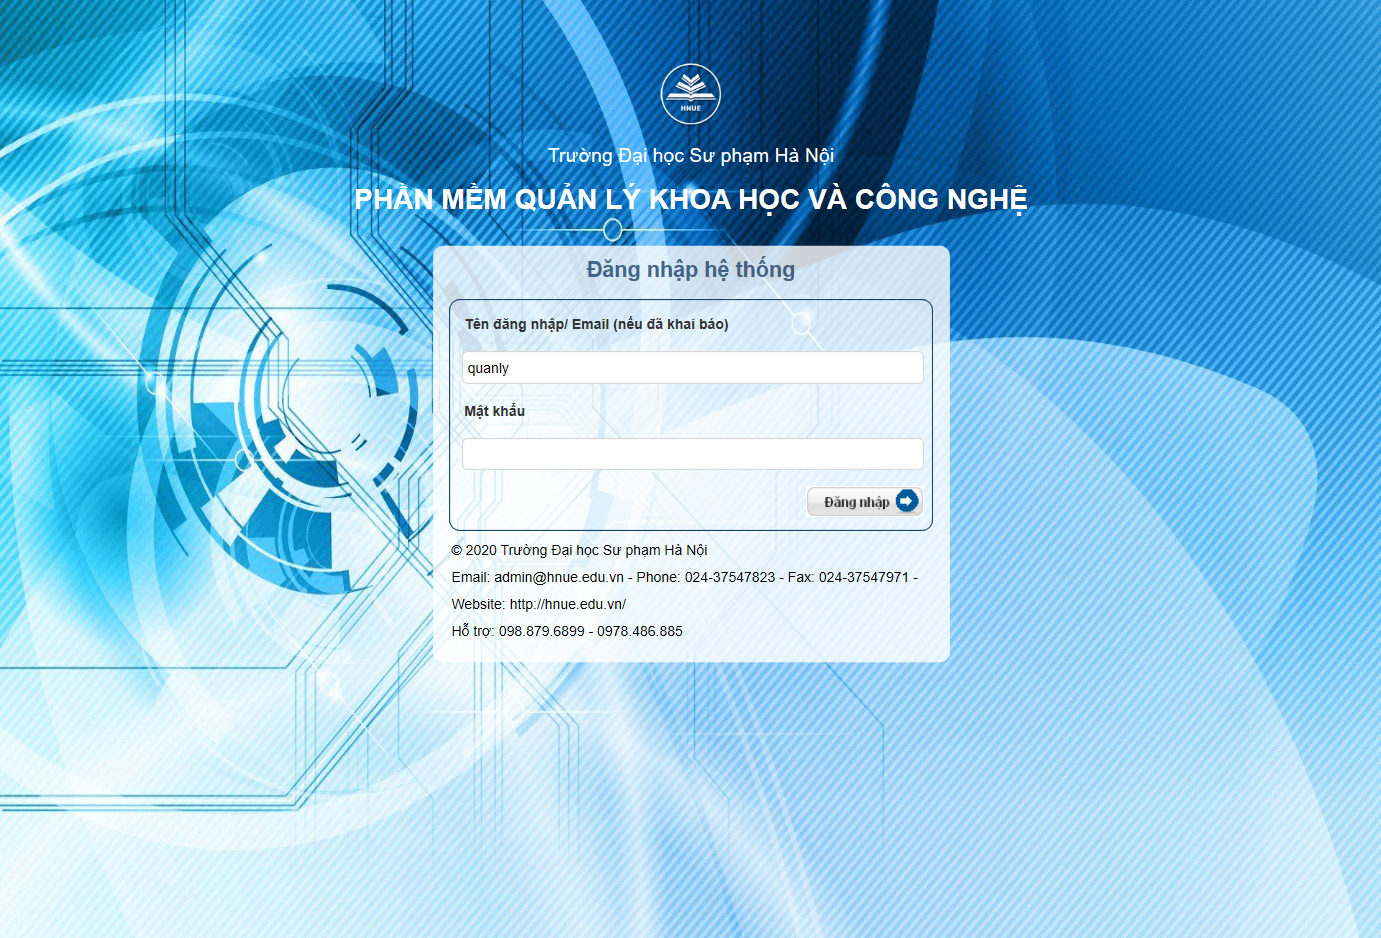 HNUE
Trường Đại học Sư phạm Hà Nội
PHẦN MỀM QUẢN LÝ KHOA HỌC VÀ CÔNG NGHỆ
Đăng nhập hệ thống
Tên đăng nhập/ Email (nếu đã khai báo)
quanly
Mật khẩu
Đăng nhập
© 2020 Trường Đại học Sư phạm Hà Nội
Email: admin@hnue.edu.vn - Phone: 024-37547823 - Fax: 024-37547971 -
Website: http://hnue.edu.vn/
Hỗ trợ: 098.879.6899 - 0978.486.885